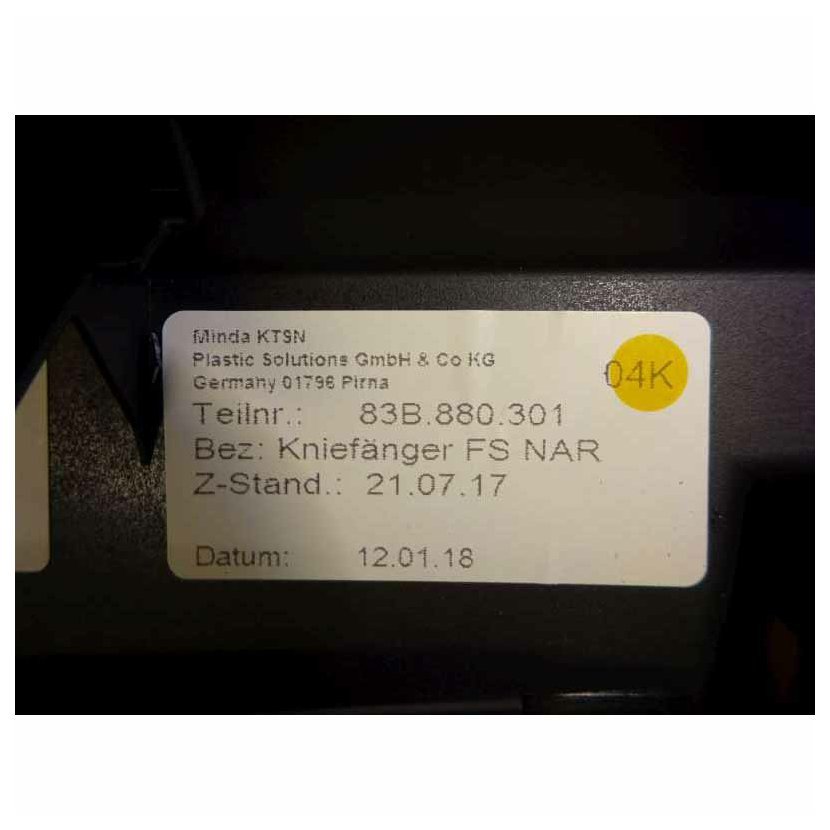 Minda KTSN
Plastic Solutions GmbH & Co KG
Germany 01796 Pirna
04K
Teilnr.: 83B.880.301
Bez: Kniefänger FS NAR
Z-Stand.: 21.07.17
Datum: 12.01.18